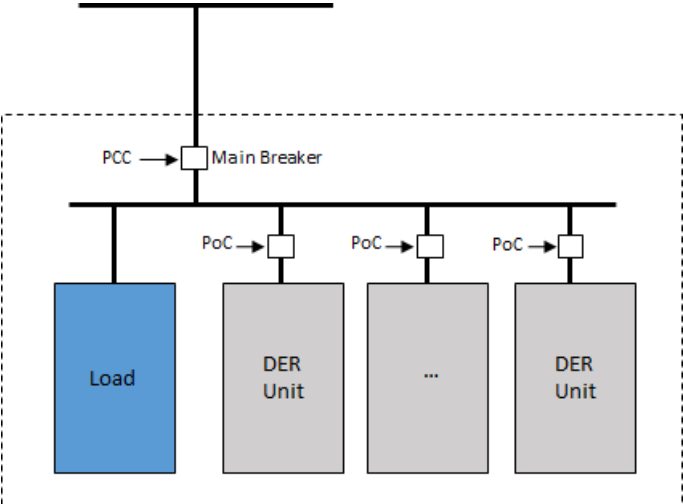 PCC
Main Breaker
PoC
PoC
PoC
Load
DER
Unit
...
DER
Unit